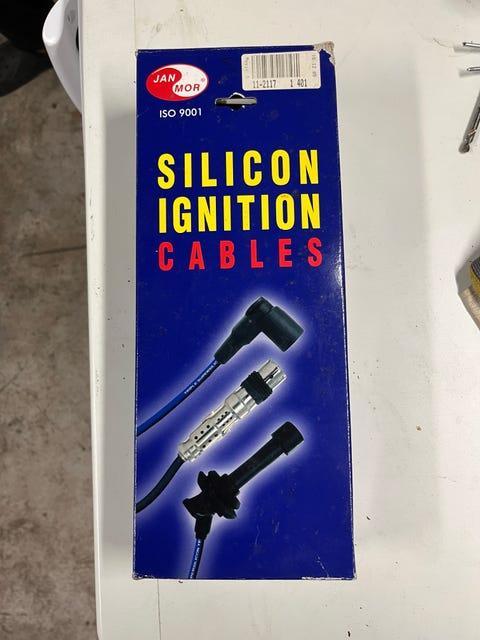 JAN
MOR
ISO 9001
11-2117 1 401
SILICON
IGNITION
CABLES